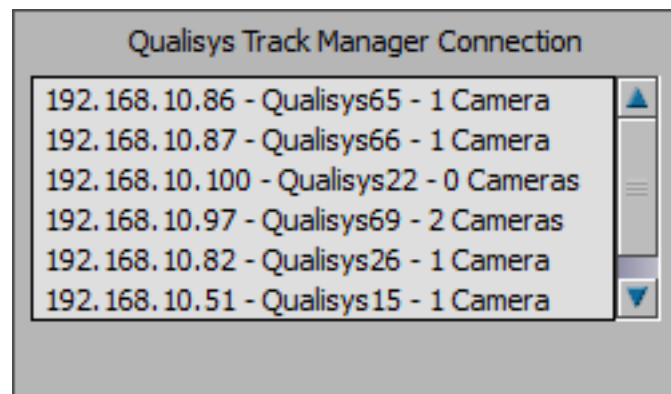 Qualisys Track Manager Connection
192.168.10.86 - Qualisys65 - 1 Camera
192.168.10.87 - Qualisys66 - 1 Camera
192.168.10.100 - Qualisys22 - 0 Cameras
192.168.10.97 - Qualisys69 - 2 Cameras
192.168.10.82 - Qualisys26 - 1 Camera
192.168.10.51 - Qualisys15 - 1 Camera